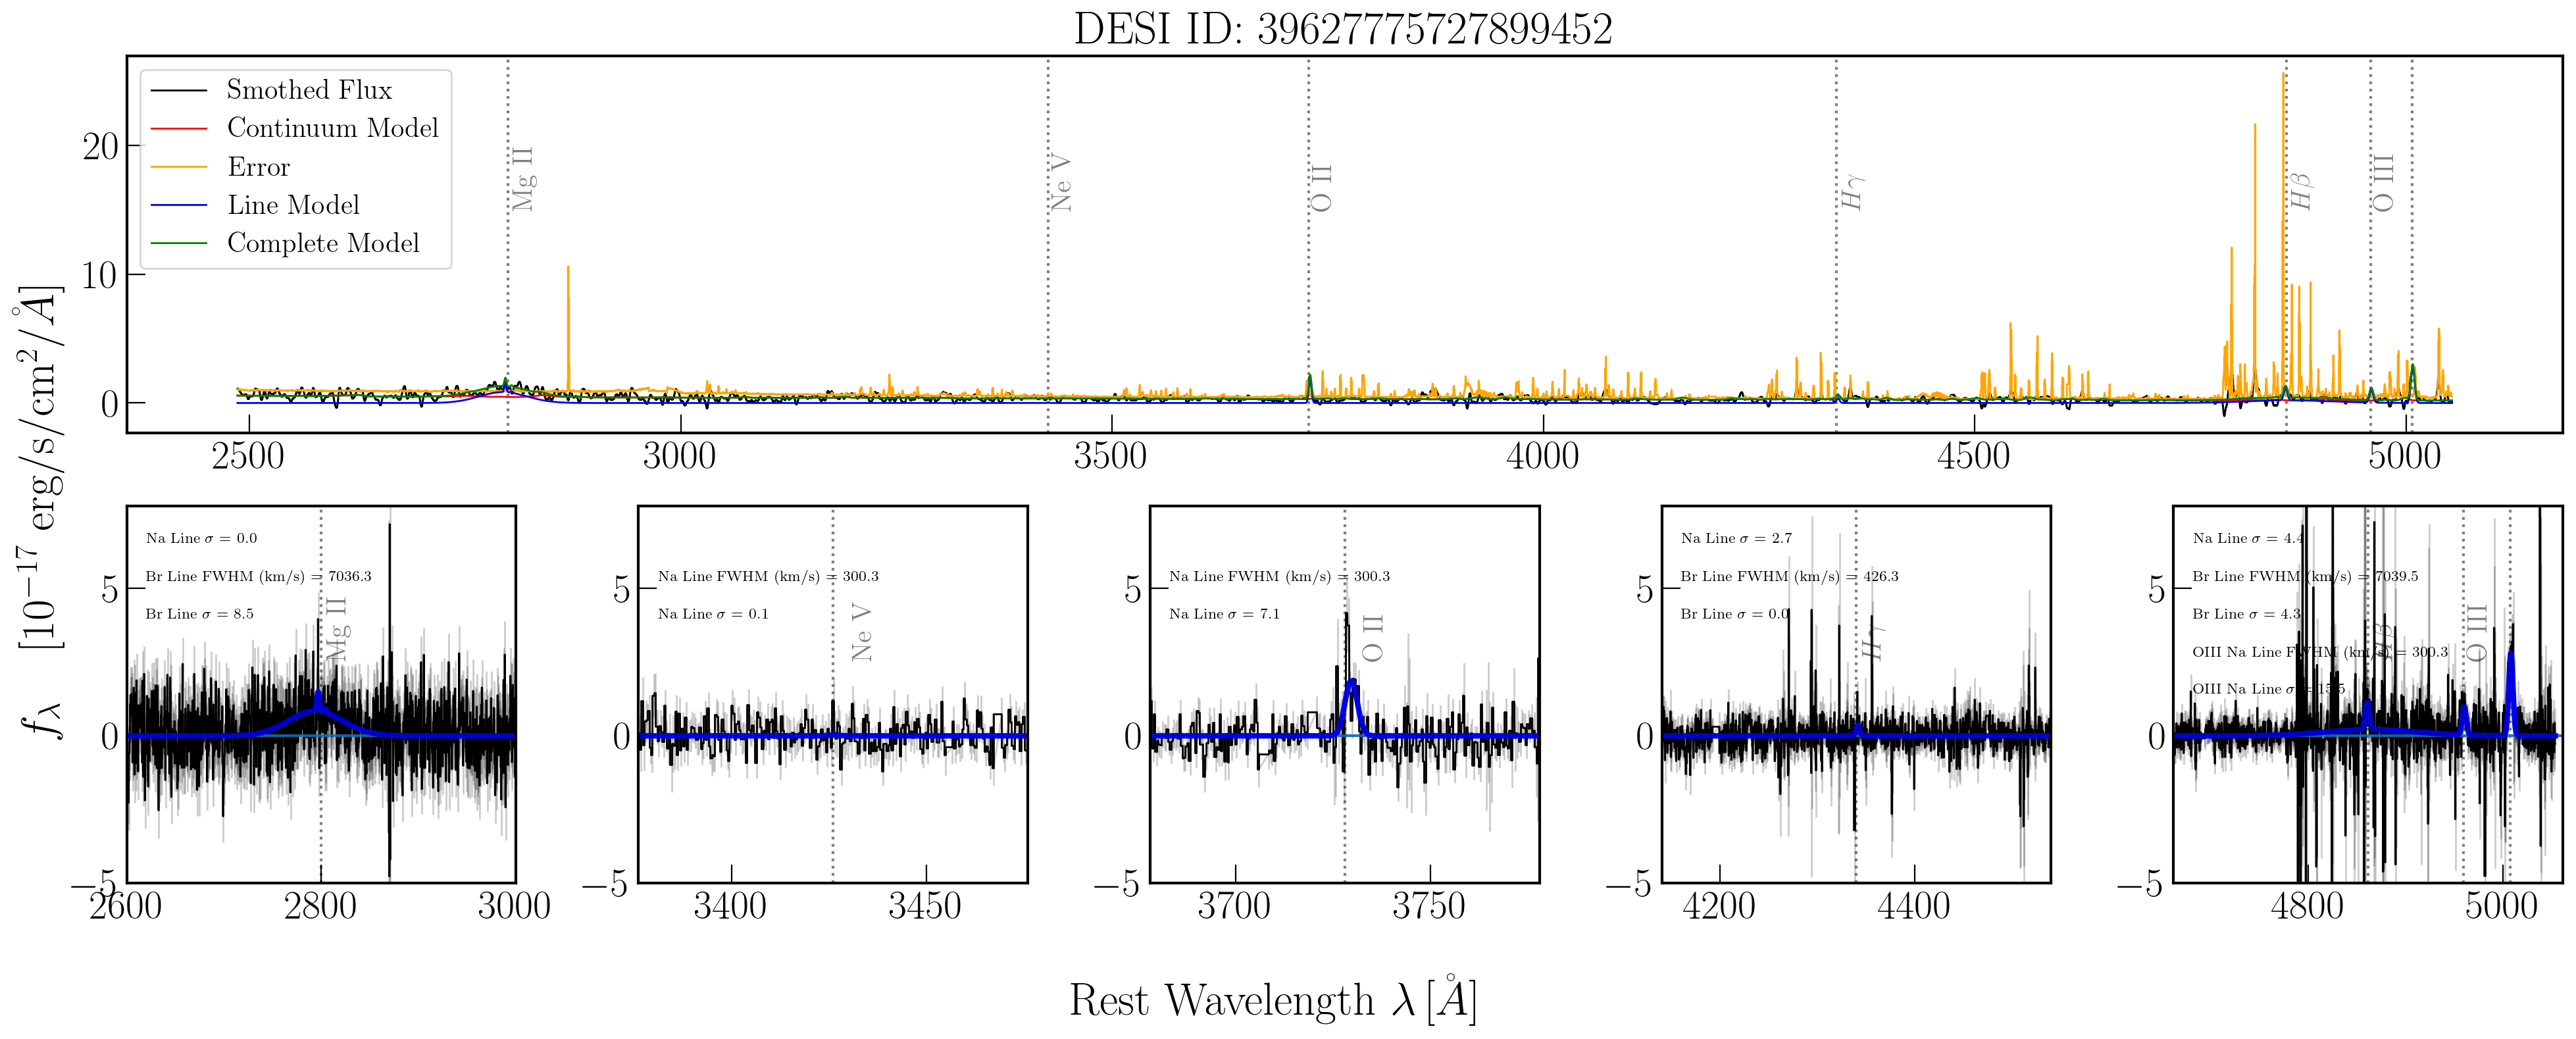 DESI ID: 39627775727899452
Smothed Flux
Continuum Model
Error
Line Model
Complete Model
Mg II
Ne V
O II
Hγ
Hβ
O III
20
10
0
2500 3000 3500 4000 4500 5000
f_λ [10⁻¹⁷ erg/s/cm²/Å]
Na Line σ = 0.0
Br Line FWHM (km/s) = 7036.3
Br Line σ = 8.5
Mg II
5
0
−5
2600 2800 3000
Na Line FWHM (km/s) = 300.3
Na Line σ = 0.1
Ne V
5
0
−5
3400 3450
Na Line FWHM (km/s) = 300.3
Na Line σ = 7.1
O II
5
0
−5
3700 3750
Na Line σ = 2.7
Br Line FWHM (km/s) = 426.3
Br Line σ = 0.0
Hγ
5
0
−5
4200 4400
Na Line σ = 4.4
Br Line FWHM (km/s) = 7039.5
Br Line σ = 4.3
OIII Na Line FWHM (km/s) = 300.3
OIII Na Line σ = 15.5
Hβ
O III
5
0
−5
4800 5000
Rest Wavelength λ [Å]